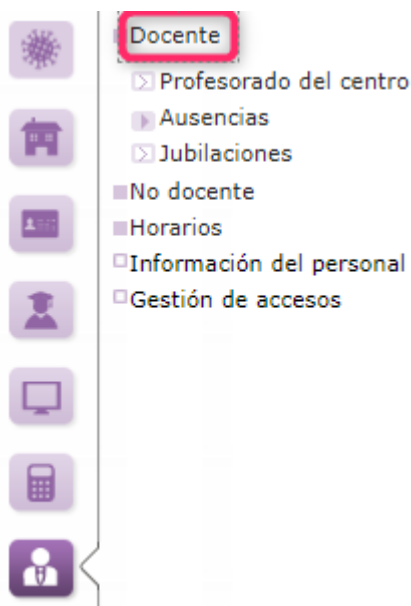 Docente
Profesorado del centro
Ausencias
Jubilaciones
No docente
Horarios
Información del personal
Gestión de accesos